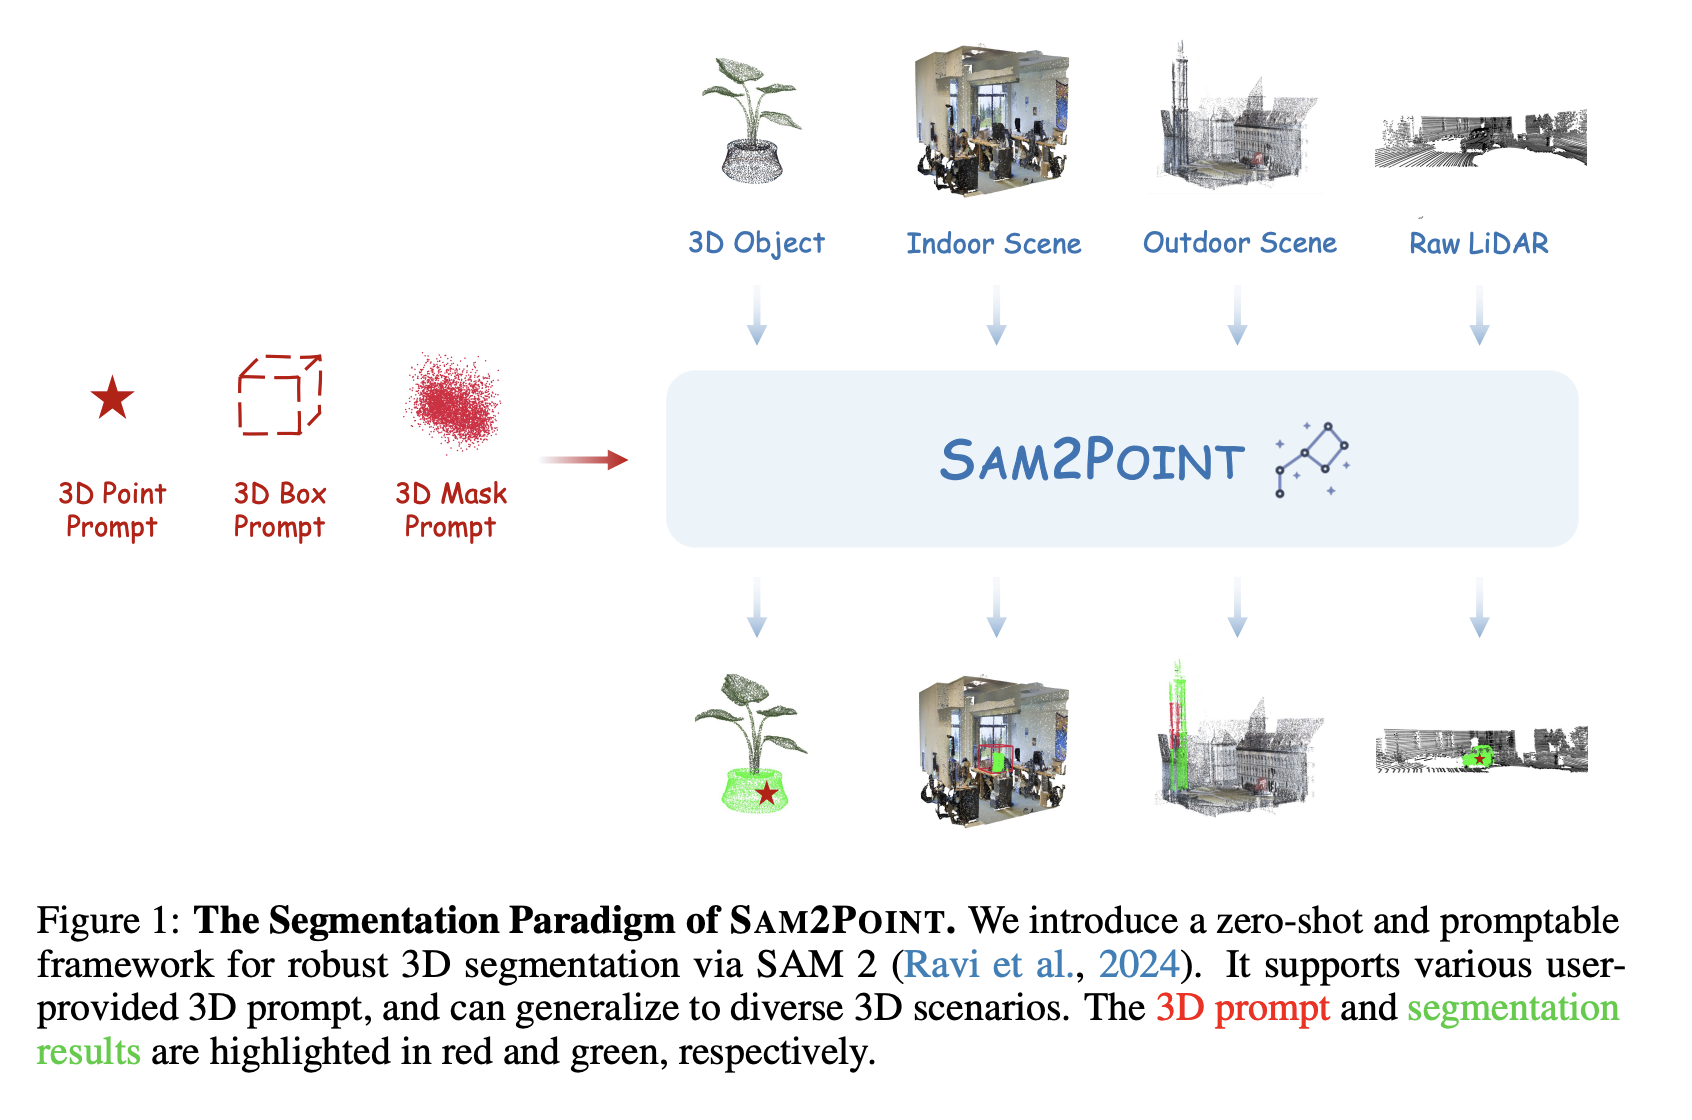 3D Object
Indoor Scene
Outdoor Scene
Raw LiDAR
3D Point
Prompt
3D Box
Prompt
3D Mask
Prompt
SAM2POINT
Figure 1: The Segmentation Paradigm of SAM2POINT. We introduce a zero-shot and promptable
framework for robust 3D segmentation via SAM 2 (Ravi et al., 2024). It supports various user-
provided 3D prompt, and can generalize to diverse 3D scenarios. The 3D prompt and segmentation
results are highlighted in red and green, respectively.